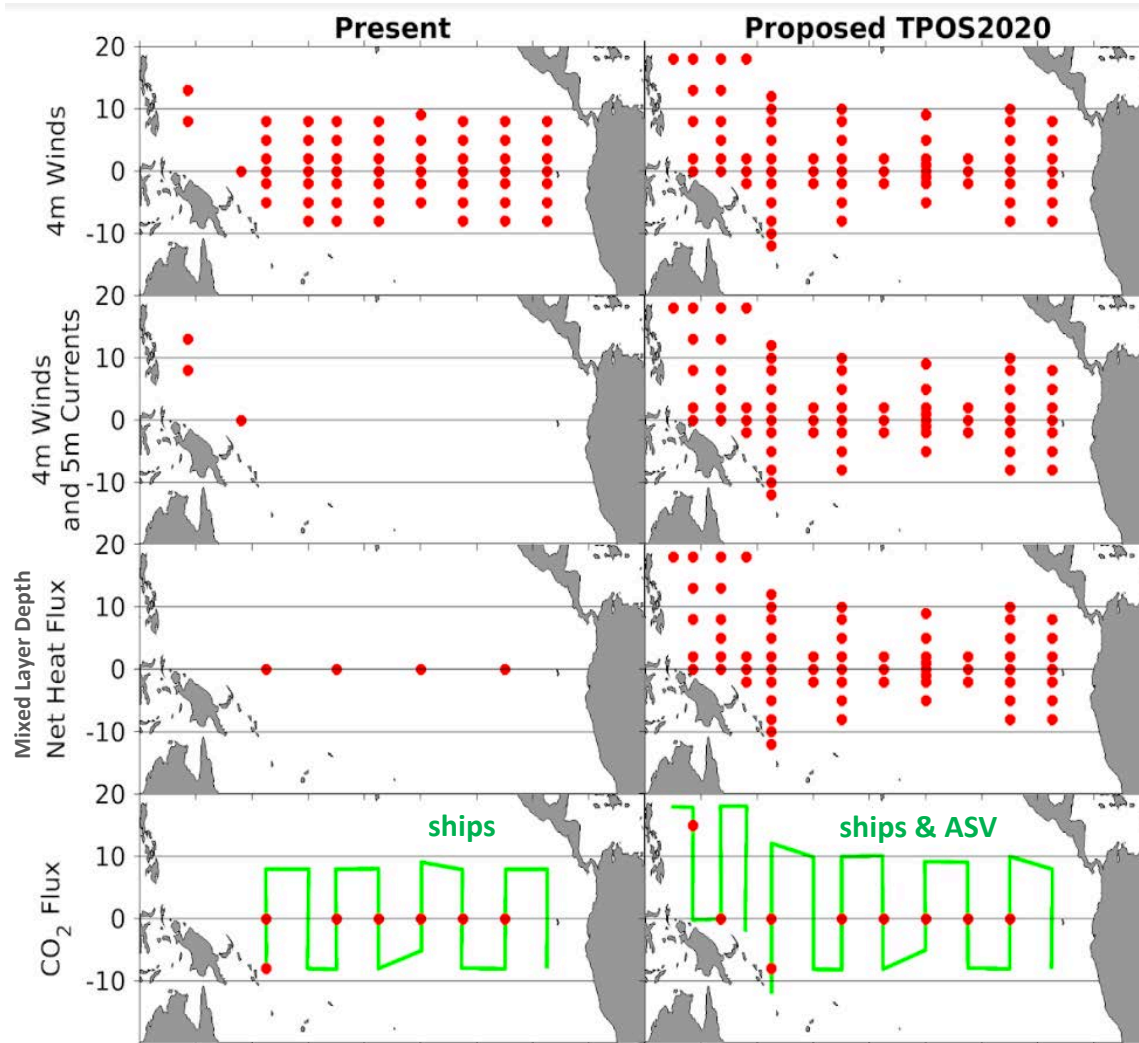 Present
Proposed TPOS2020
20
10
0
-10
4m Winds
20
10
0
-10
4m Winds
and 5m Currents
20
10
0
-10
Mixed Layer Depth
Net Heat Flux
20
10
0
-10
CO₂ Flux
ships
ships & ASV